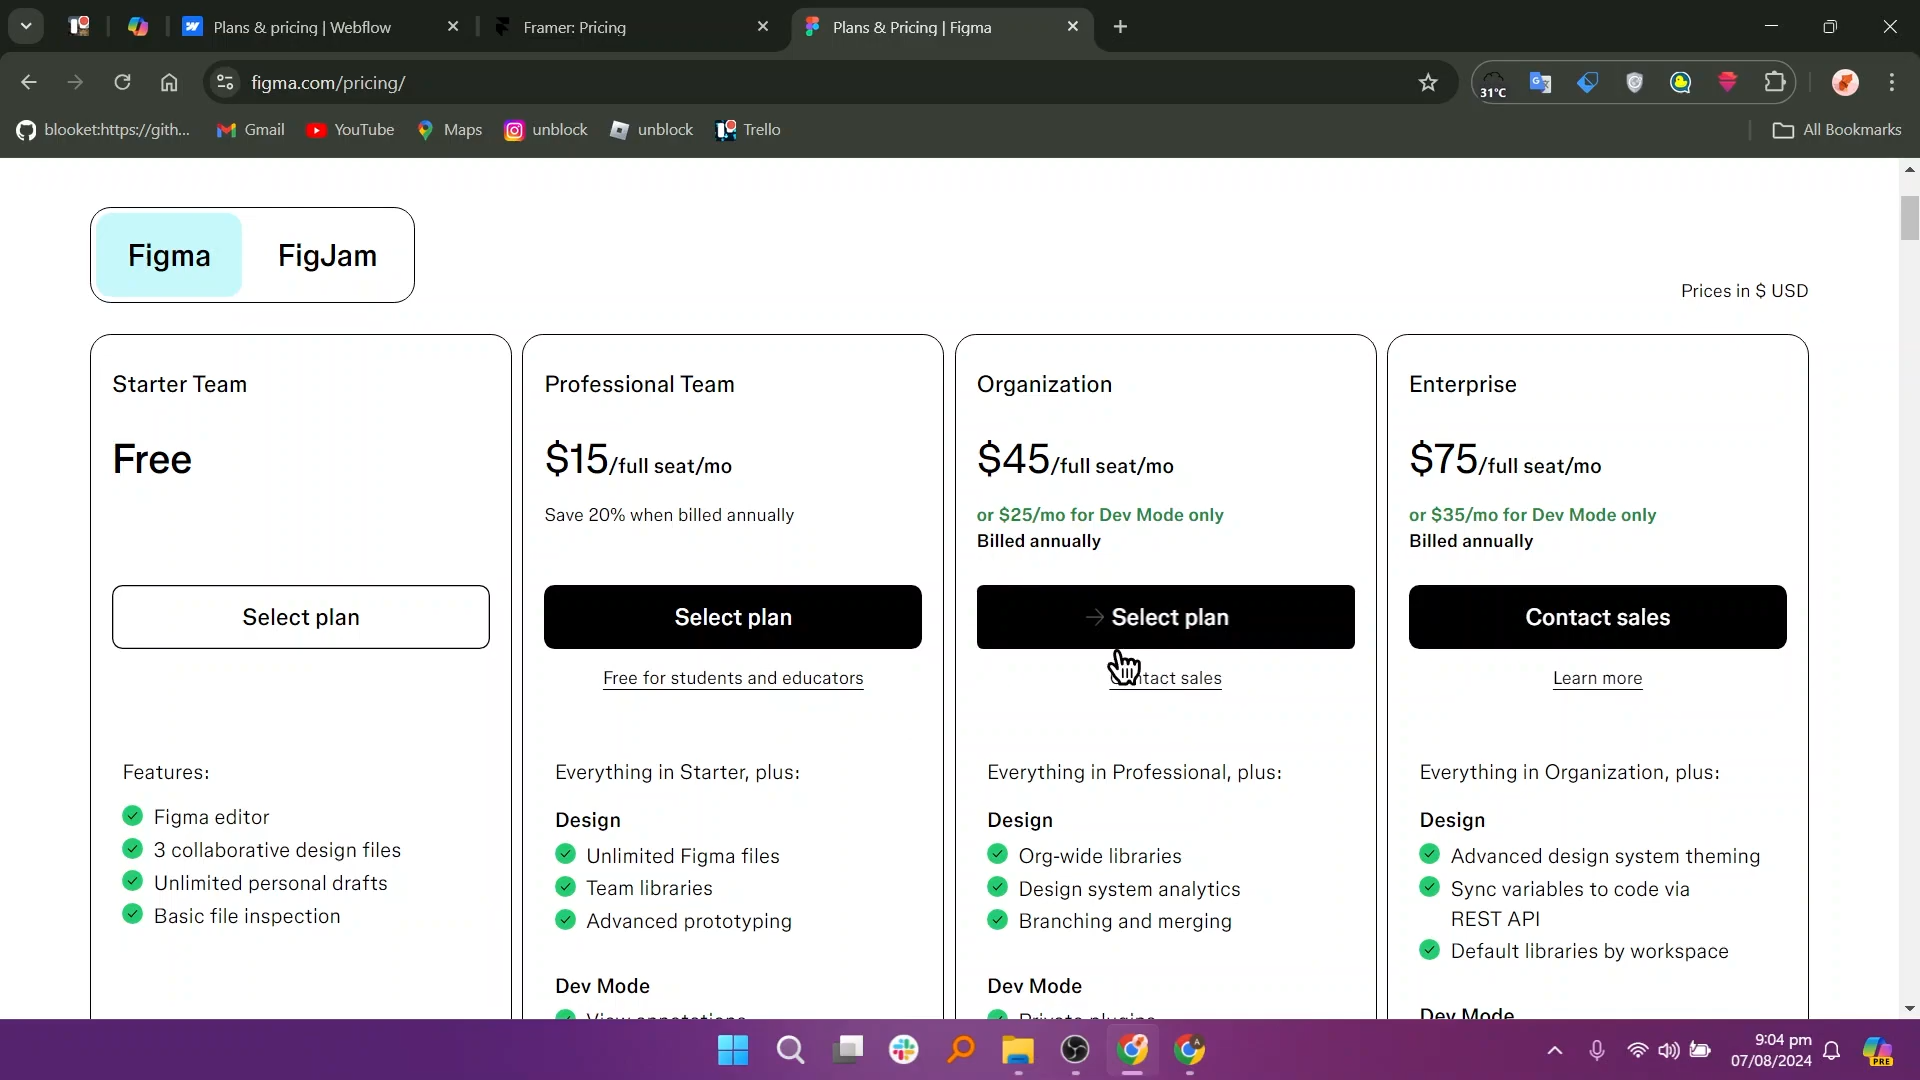 Plans & pricing | Webflow
Framer: Pricing
Plans & Pricing | Figma
figma.com/pricing/
31°C
blooket:https://gith...
Gmail
YouTube
Maps
unblock
unblock
Trello
All Bookmarks
Figma
FigJam
Prices in $ USD
Starter Team
Free
Select plan
Features:
Figma editor
3 collaborative design files
Unlimited personal drafts
Basic file inspection
Professional Team
$15/full seat/mo
Save 20% when billed annually
Select plan
Free for students and educators
Everything in Starter, plus:
Design
Unlimited Figma files
Team libraries
Advanced prototyping
Dev Mode
View annotations
Organization
$45/full seat/mo
or $25/mo for Dev Mode only
Billed annually
Select plan
Contact sales
Everything in Professional, plus:
Design
Org-wide libraries
Design system analytics
Branching and merging
Dev Mode
Private plugins
Enterprise
$75/full seat/mo
or $35/mo for Dev Mode only
Billed annually
Contact sales
Learn more
Everything in Organization, plus:
Design
Advanced design system theming
Sync variables to code via
REST API
Default libraries by workspace
Dev Mode
A
9:04 pm
07/08/2024
PRE